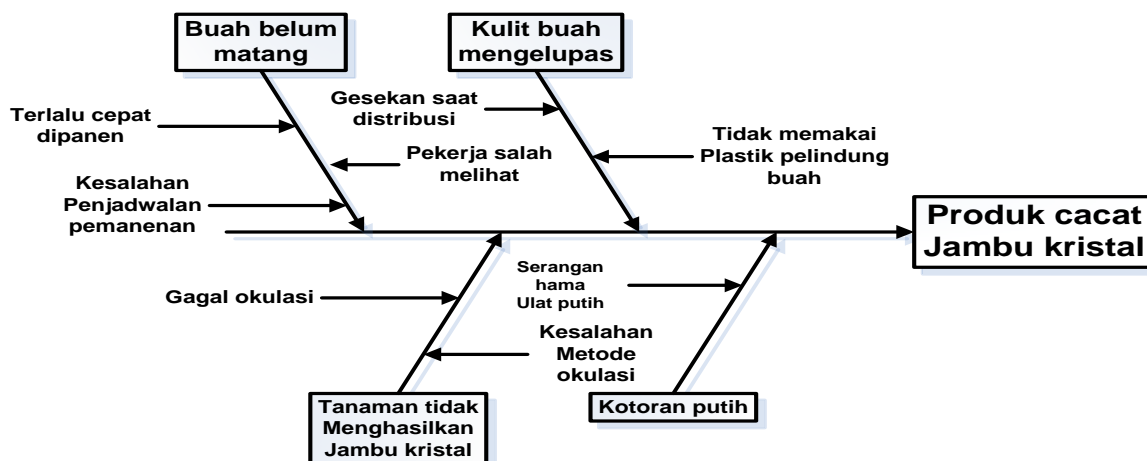 Buah belum
matang
Kulit buah
mengelupas
Terlalu cepat
dipanen
Pekerja salah
melihat
Kesalahan
Penjadwalan
pemanenan
Gesekan saat
distribusi
Tidak memakai
Plastik pelindung
buah
Produk cacat
Jambu kristal
Gagal okulasi
Kesalahan
Metode
okulasi
Serangan
hama
Ulat putih
Tanaman tidak
Menghasilkan
Jambu kristal
Kotoran putih